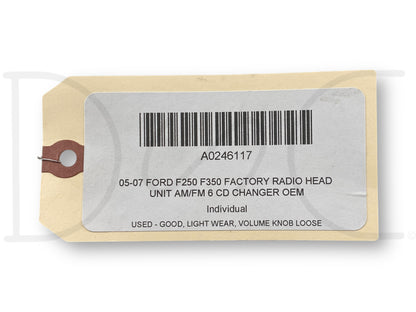 A0246117
05-07 FORD F250 F350 FACTORY RADIO HEAD
UNIT AM/FM 6 CD CHANGER OEM
Individual
USED - GOOD, LIGHT WEAR, VOLUME KNOB LOOSE